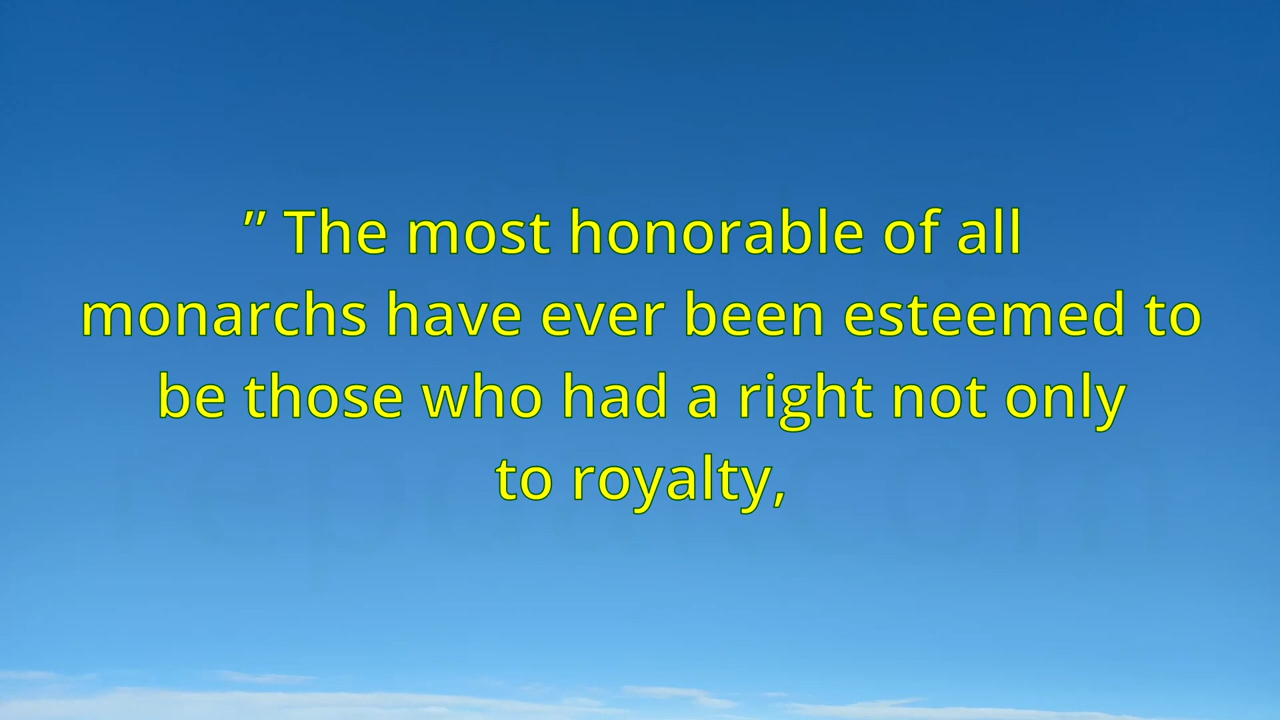 ” The most honorable of all
monarchs have ever been esteemed to
be those who had a right not only
to royalty,